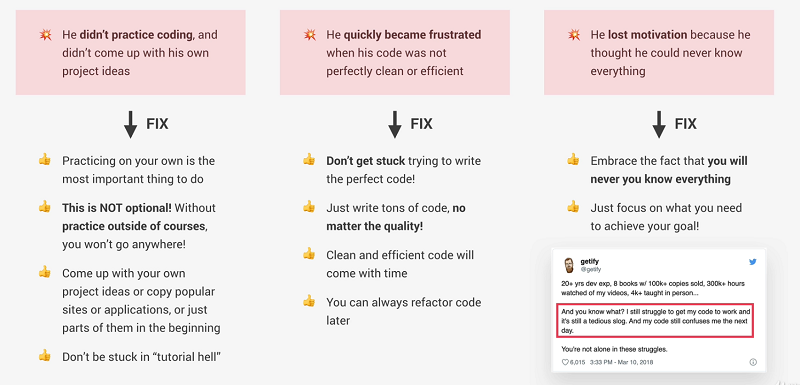 He didn't practice coding, and
didn't come up with his own
project ideas
FIX
Practicing on your own is the
most important thing to do
This is NOT optional! Without
practice outside of courses,
you won't go anywhere!
Come up with your own
project ideas or copy popular
sites or applications, or just
parts of them in the beginning
Don't be stuck in “tutorial hell”
He quickly became frustrated
when his code was not
perfectly clean or efficient
FIX
Don't get stuck trying to write
the perfect code!
Just write tons of code, no
matter the quality!
Clean and efficient code will
come with time
You can always refactor code
later
He lost motivation because he
thought he could never know
everything
FIX
Embrace the fact that you will
never you know everything
Just focus on what you need
to achieve your goal!
getify
@getify
20+ yrs dev exp, 8 books w/ 100k+ copies sold, 300k+ hours
watched of my videos, 4k+ taught in person...
And you know what? I still struggle to get my code to work and
it's still a tedious slog. And my code still confuses me the next
day.
You're not alone in these struggles.
6,015 3:33 PM - Mar 10, 2018